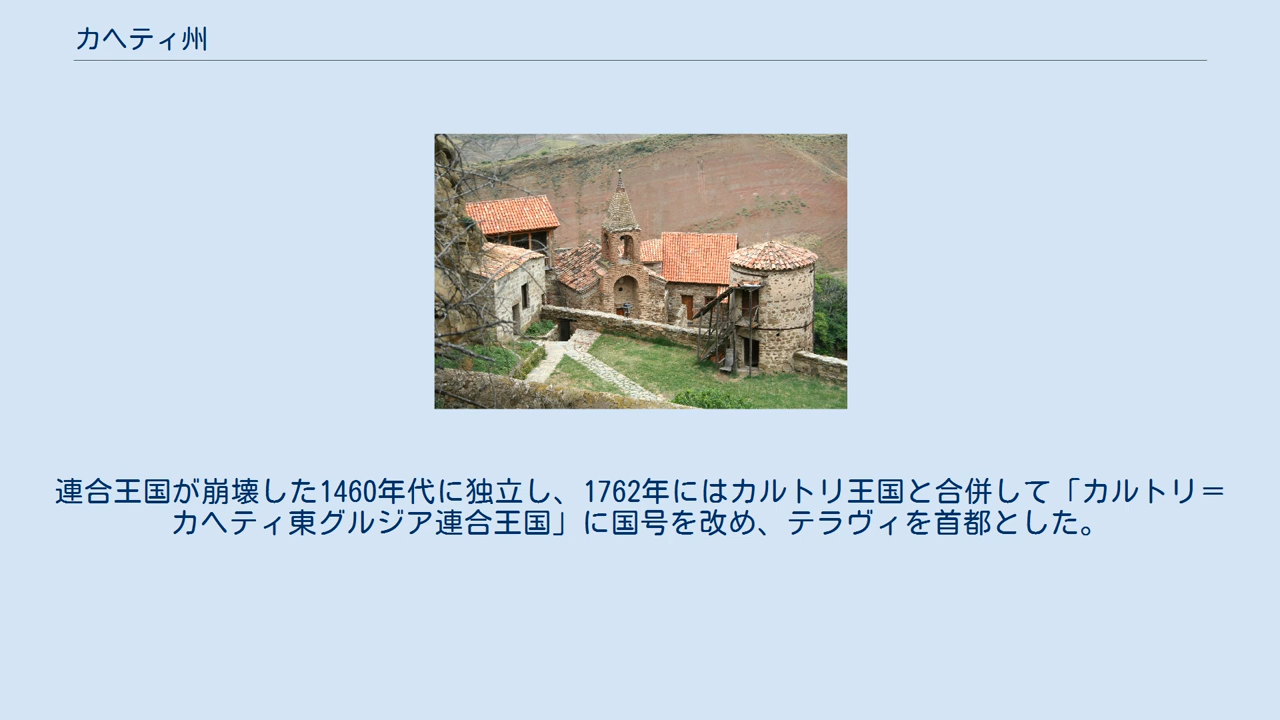 カヘティ州
連合王国が崩壊した1460年代に独立し、1762年にはカルトリ王国と合併して「カルトリ＝
カヘティ東グルジア連合王国」に国号を改め、テラヴィを首都とした。